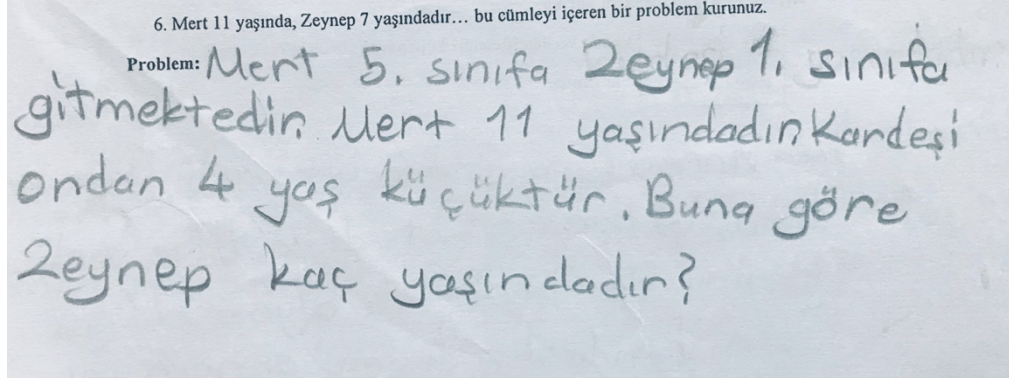 6. Mert 11 yaşında, Zeynep 7 yaşındadır... bu cümleyi içeren bir problem kurunuz.
Problem: Mert 5. sınıfa Zeynep 1. sınıfa
gitmektedir. Mert 11 yaşındadır. Kardeşi
ondan 4 yaş küçüktür. Buna göre
Zeynep kaç yaşındadır?